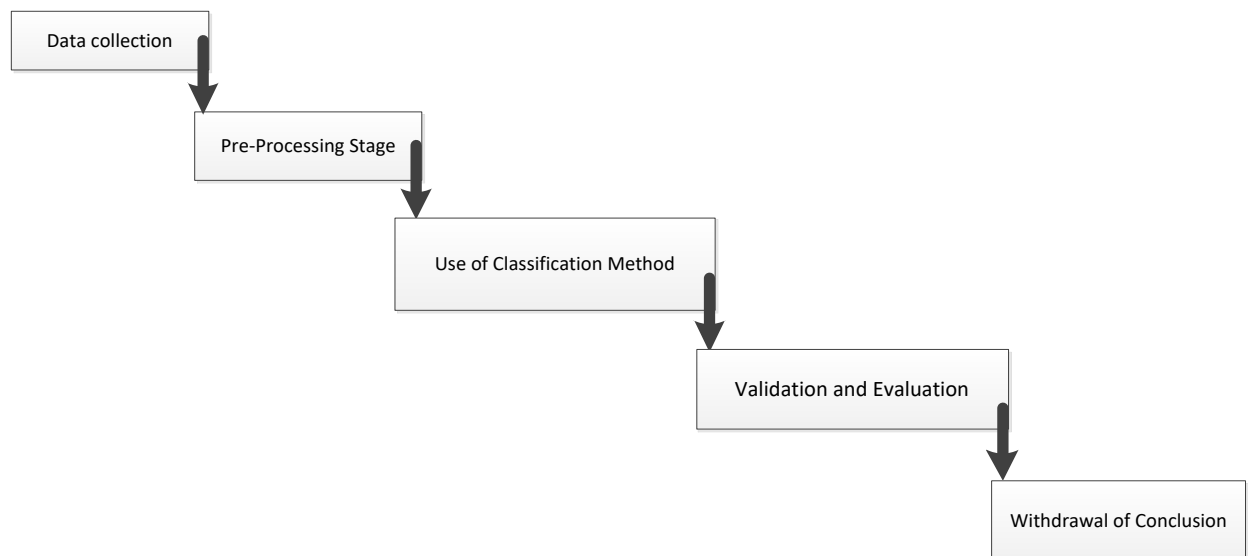 Data collection
Pre-Processing Stage
Use of Classification Method
Validation and Evaluation
Withdrawal of Conclusion